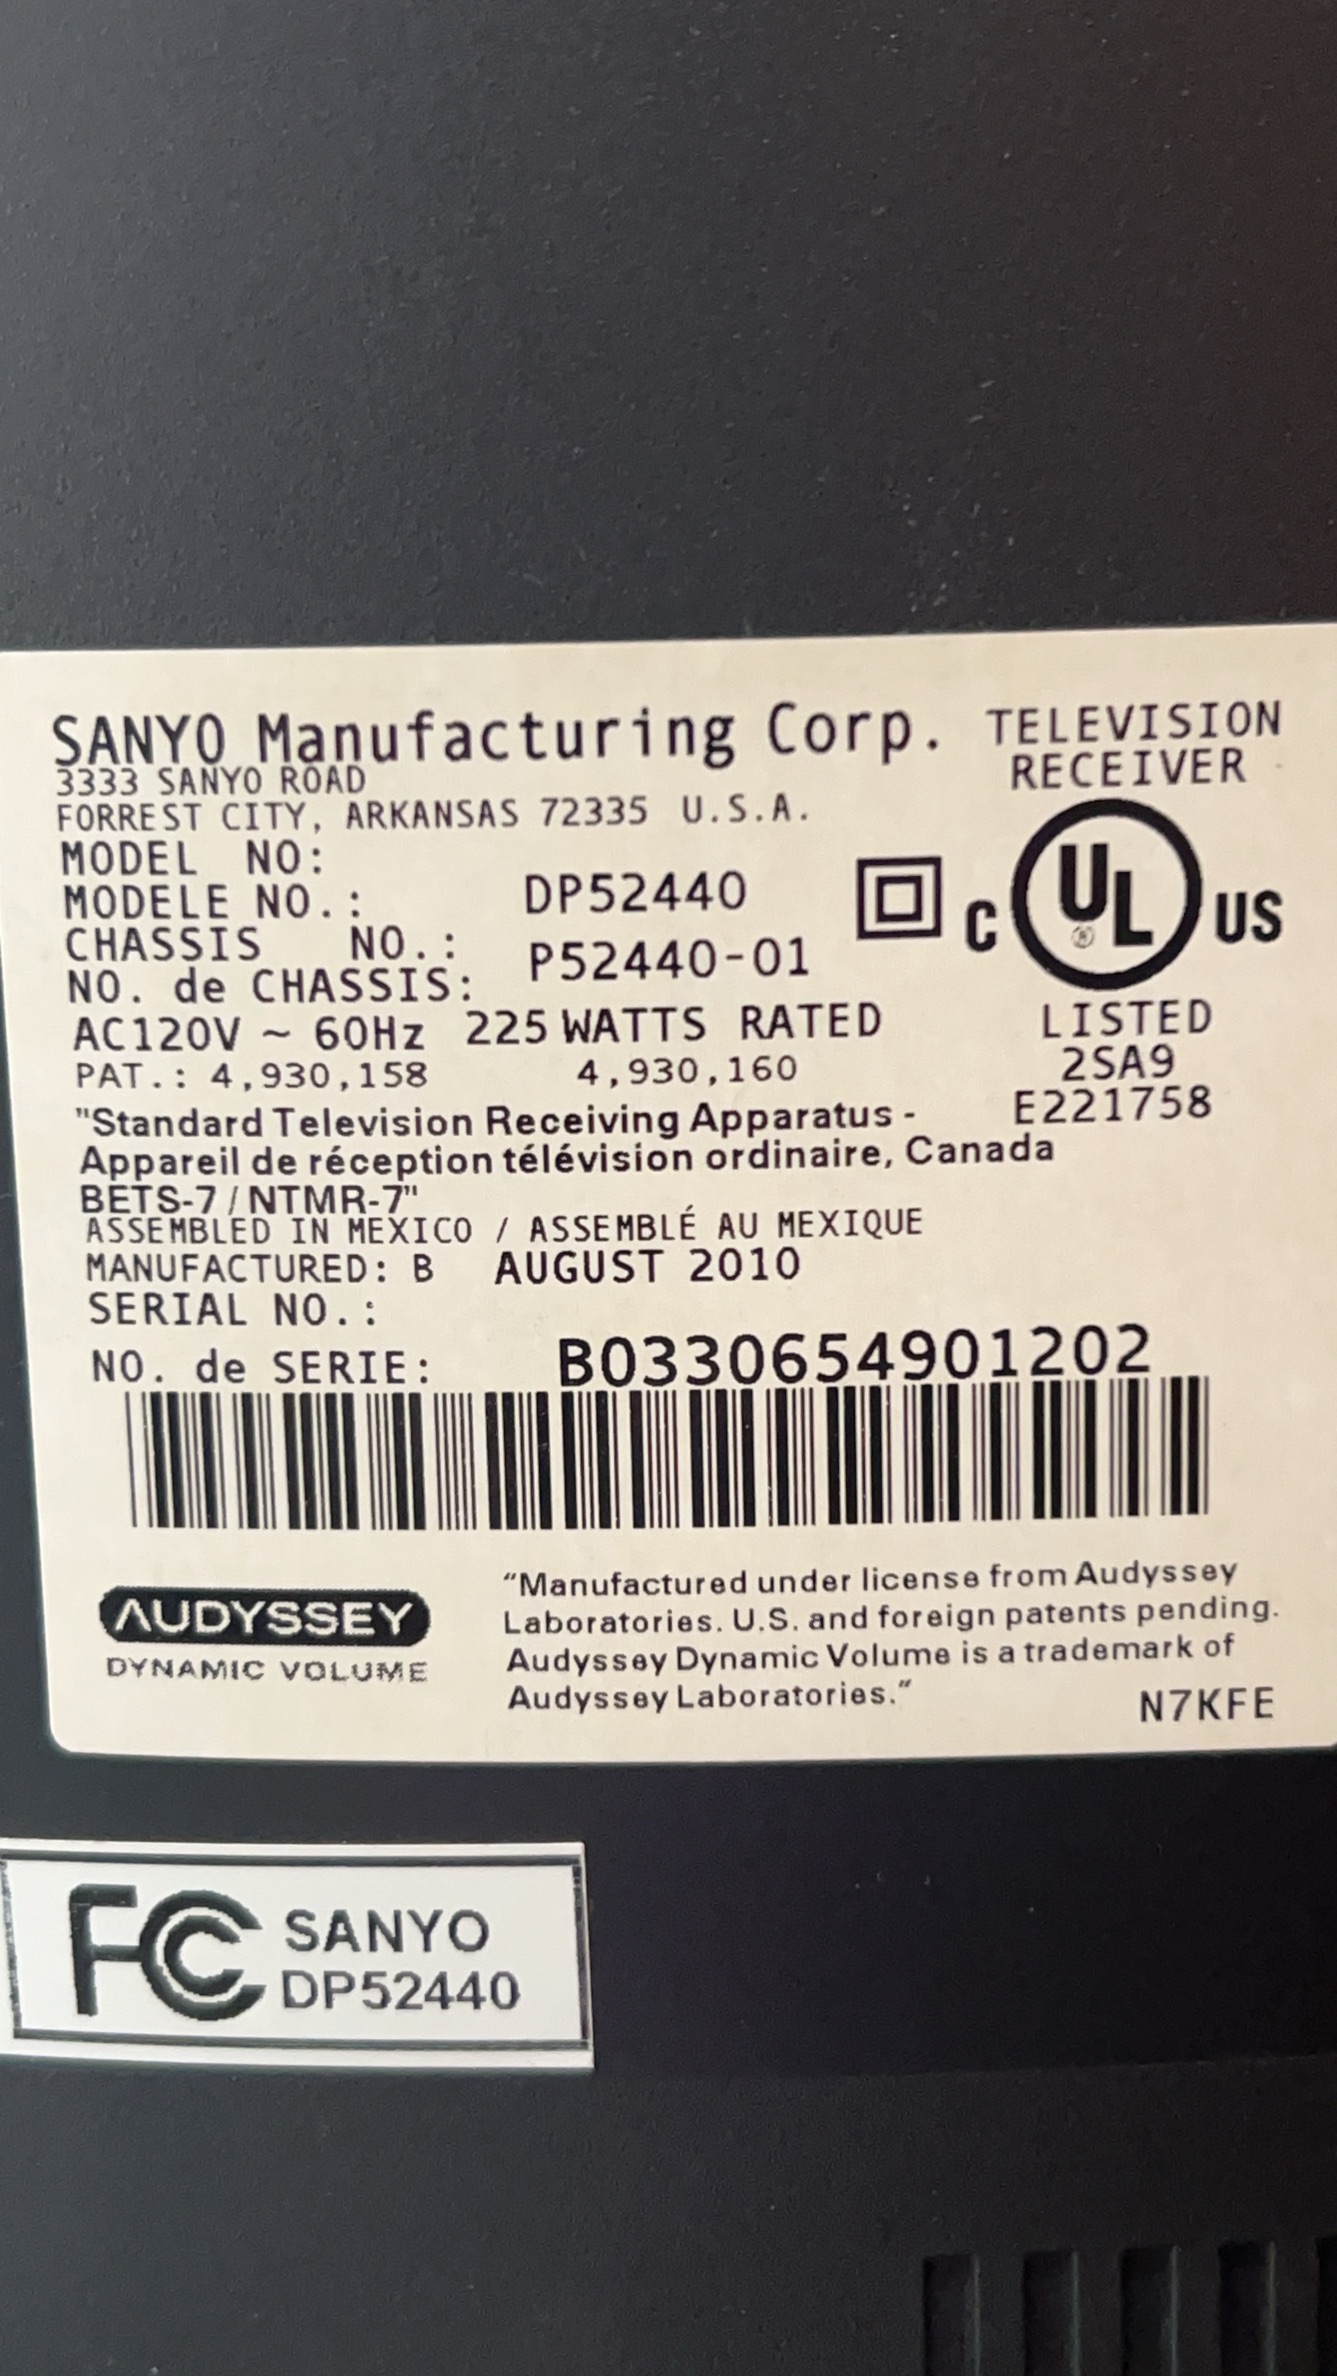 SANYO Manufacturing Corp.
3333 SANYO ROAD
FORREST CITY, ARKANSAS 72335 U.S.A.
TELEVISION
RECEIVER
MODEL NO:
MODELE NO.: DP52440
CHASSIS NO.:
NO. de CHASSIS: P52440-01
C UL ® US
LISTED
2SA9
E221758
AC120V ~ 60Hz 225 WATTS RATED
PAT.: 4,930,158 4,930,160
"Standard Television Receiving Apparatus -
Appareil de réception télévision ordinaire, Canada
BETS-7 / NTMR-7"
ASSEMBLED IN MEXICO / ASSEMBLÉ AU MEXIQUE
MANUFACTURED: B AUGUST 2010
SERIAL NO.:
NO. de SERIE: B0330654901202
AUDYSSEY
DYNAMIC VOLUME
"Manufactured under license from Audyssey
Laboratories. U.S. and foreign patents pending.
Audyssey Dynamic Volume is a trademark of
Audyssey Laboratories."
N7KFE
FC SANYO
DP52440